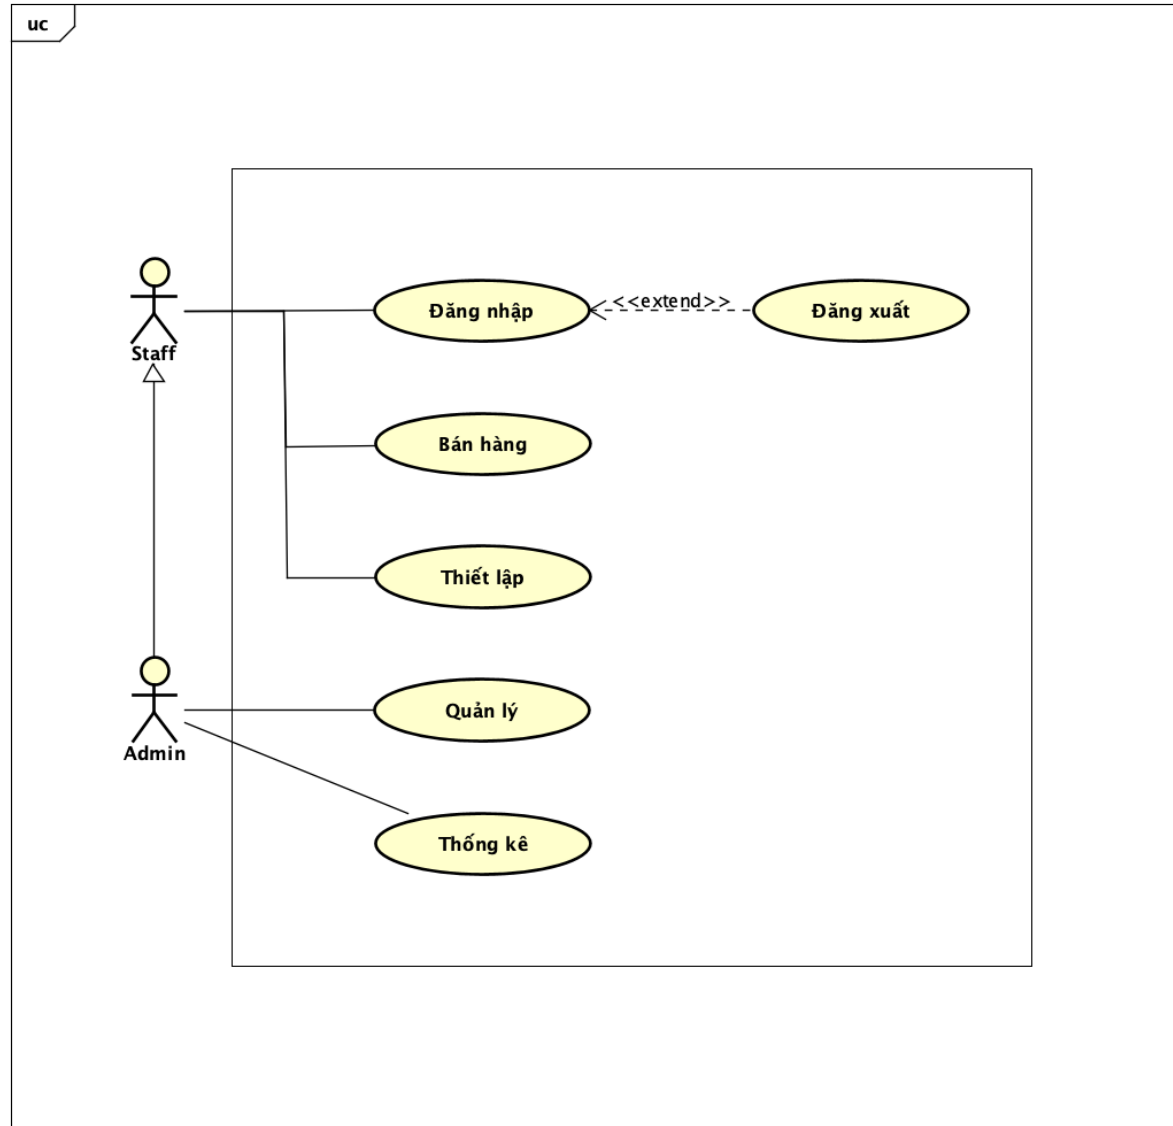 uc
Staff
Đăng nhập
<<extend>>
Đăng xuất
Bán hàng
Thiết lập
Admin
Quản lý
Thống kê